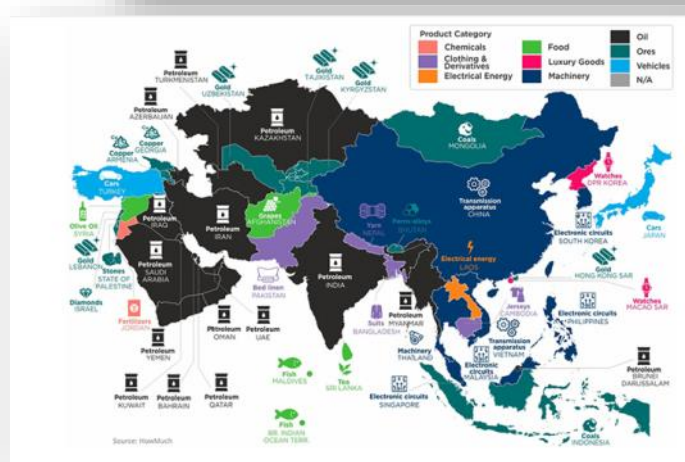 Product Category
Chemicals
Clothing & Derivatives
Electrical Energy
Food
Luxury Goods
Machinery
Oil
Ores
Vehicles
N/A
Petroleum
TURKMENISTAN
Gold
UZBEKISTAN
Gold
TAJIKISTAN
Gold
KYRGYZSTAN
Petroleum
AZERBAIJAN
Copper
GEORGIA
Copper
ARMENIA
Petroleum
KAZAKHSTAN
Coals
MONGOLIA
Cars
TURKEY
Olive Oil
SYRIA
Petroleum
IRAQ
Petroleum
IRAN
Grapes
AFGHANISTAN
Yarn
NEPAL
Ferro-alloys
BHUTAN
Transmission
apparatus
CHINA
Watches
DPR KOREA
Electronic circuits
SOUTH KOREA
Cars
JAPAN
Gold
LEBANON
Stones
STATE OF
PALESTINE
Petroleum
SAUDI
ARABIA
Bed linen
PAKISTAN
Petroleum
INDIA
Electrical energy
LAOS
Gold
HONG KONG SAR
Diamonds
ISRAEL
Fertilizers
JORDAN
Petroleum
YEMEN
Petroleum
OMAN
Petroleum
UAE
Suits
BANGLADESH
Petroleum
MYANMAR
Jerseys
CAMBODIA
Electronic
circuits
PHILIPPINES
Watches
MACAO SAR
Machinery
THAILAND
Transmission
apparatus
VIETNAM
Electronic
circuits
MALAYSIA
Petroleum
BRUNEI
DARUSSALAM
Petroleum
KUWAIT
Petroleum
BAHRAIN
Petroleum
QATAR
Fish
MALDIVES
Tea
SRI LANKA
Electronic circuits
SINGAPORE
Fish
BR. INDIAN
OCEAN TERR.
Coals
INDONESIA
Source: HowMuch